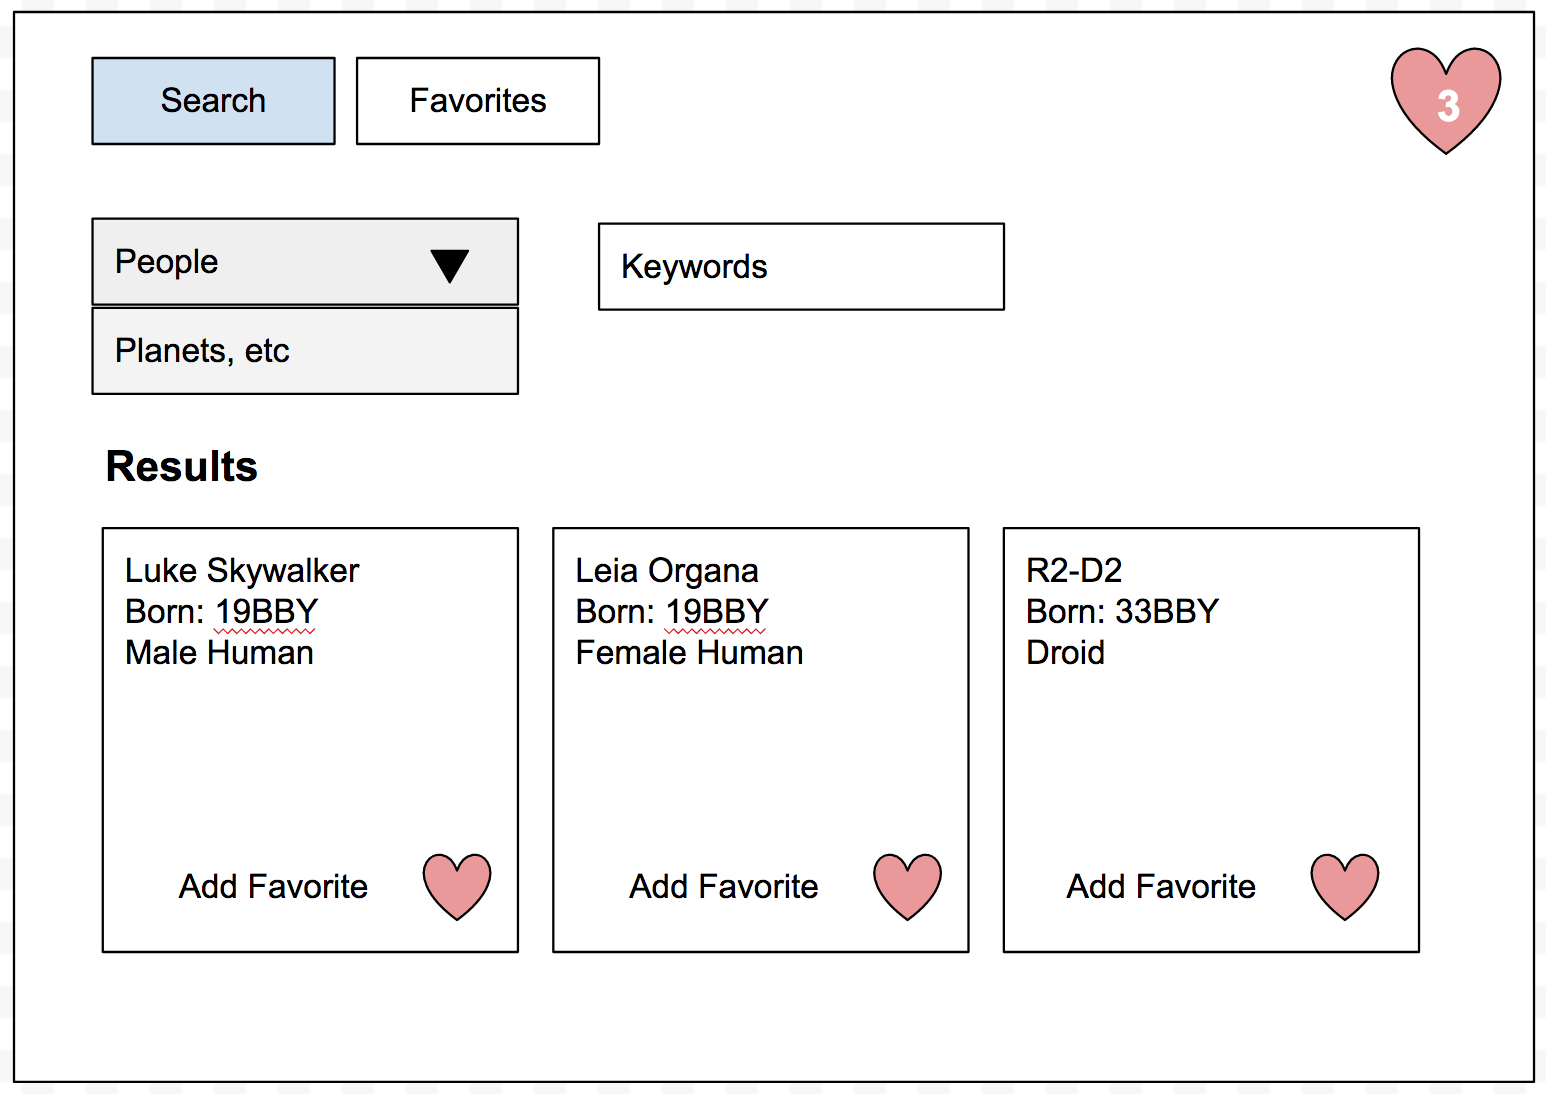 Search
Favorites
3
People
Keywords
Planets, etc
Results
Luke Skywalker
Born: 19BBY
Male Human
Add Favorite
Leia Organa
Born: 19BBY
Female Human
Add Favorite
R2-D2
Born: 33BBY
Droid
Add Favorite